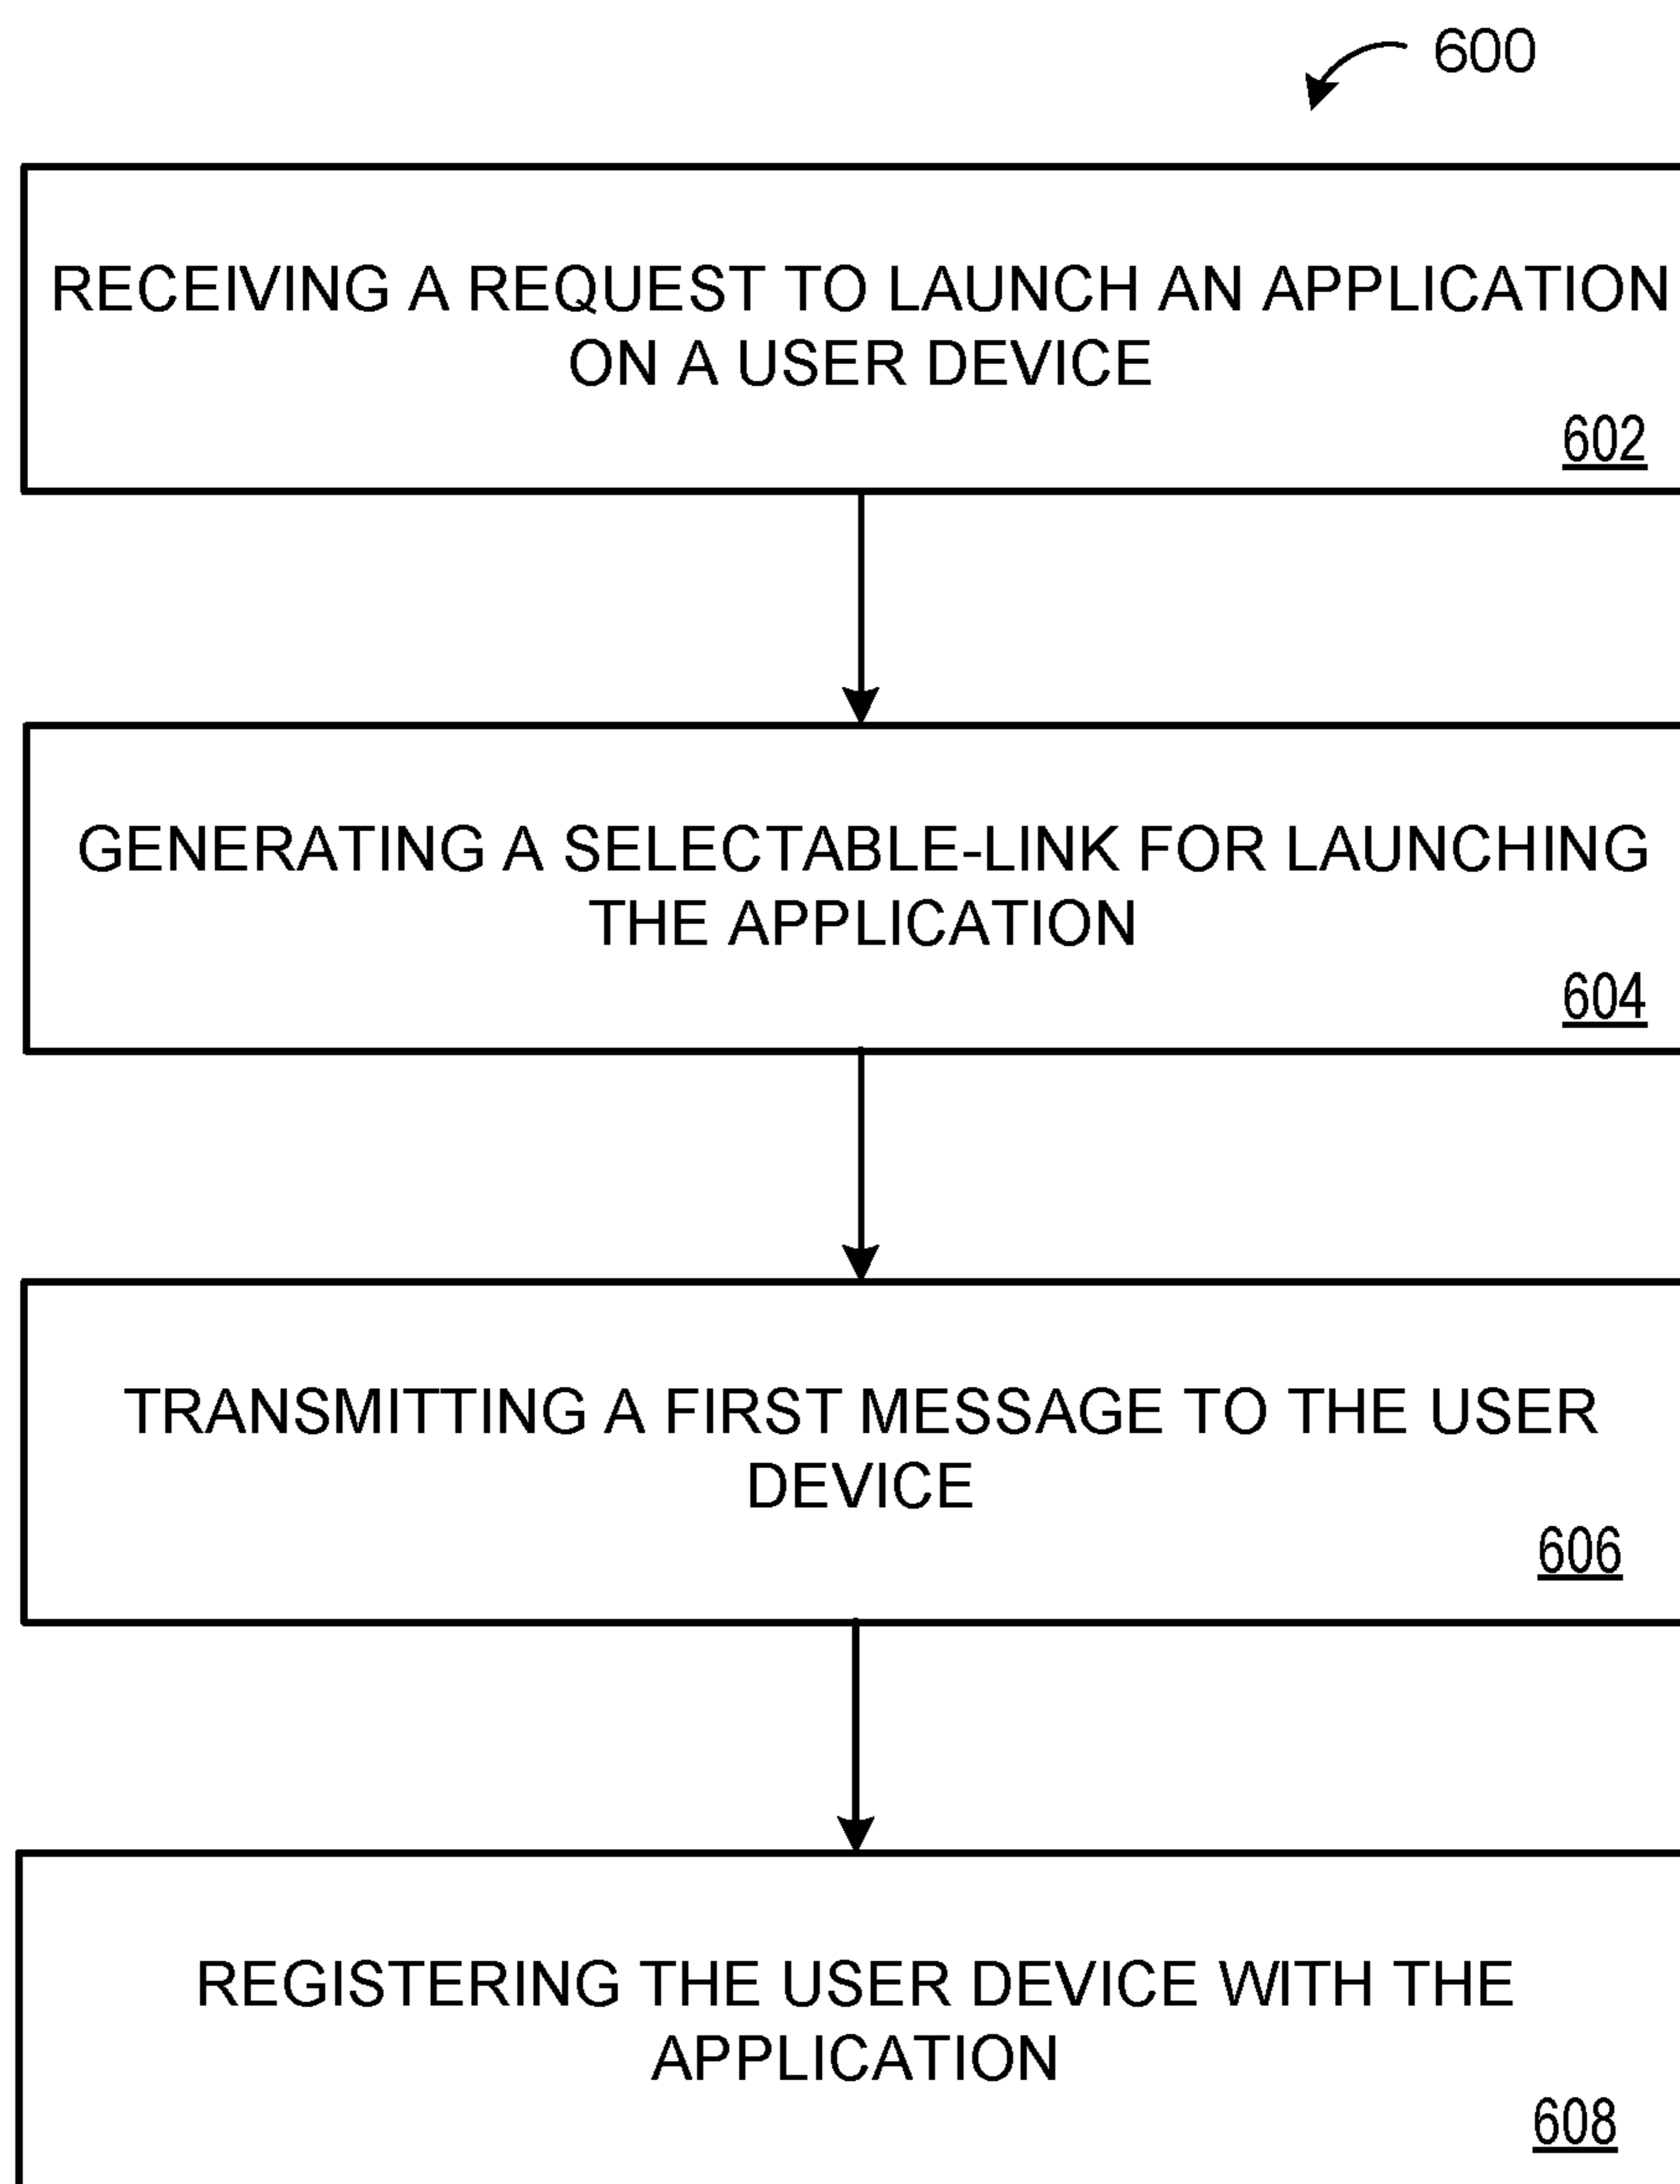 600
RECEIVING A REQUEST TO LAUNCH AN APPLICATION
ON A USER DEVICE
602
GENERATING A SELECTABLE-LINK FOR LAUNCHING
THE APPLICATION
604
TRANSMITTING A FIRST MESSAGE TO THE USER
DEVICE
606
REGISTERING THE USER DEVICE WITH THE
APPLICATION
608